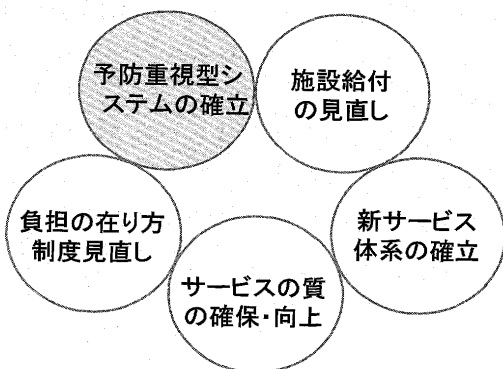 予防重視型シ
ステムの確立
施設給付
の見直し
負担の在り方
制度見直し
新サービス
体系の確立
サービスの質
の確保・向上